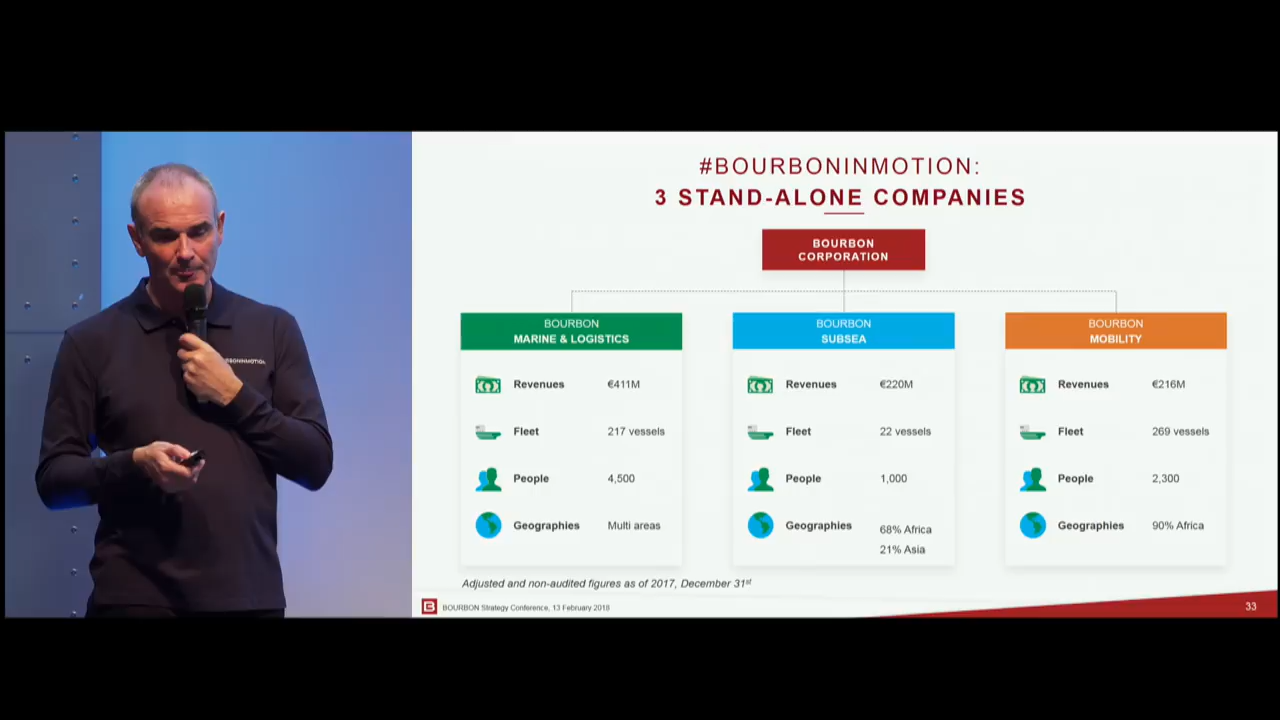 #BOURBONINMOTION:
3 STAND-ALONE COMPANIES
BOURBON
CORPORATION
BOURBON
MARINE & LOGISTICS
Revenues €411M
Fleet 217 vessels
People 4,500
Geographies Multi areas
BOURBON
SUBSEA
Revenues €220M
Fleet 22 vessels
People 1,000
Geographies 68% Africa
21% Asia
BOURBON
MOBILITY
Revenues €216M
Fleet 269 vessels
People 2,300
Geographies 90% Africa
Adjusted and non-audited figures as of 2017, December 31st
B BOURBON Strategy Conference, 13 February 2018
33